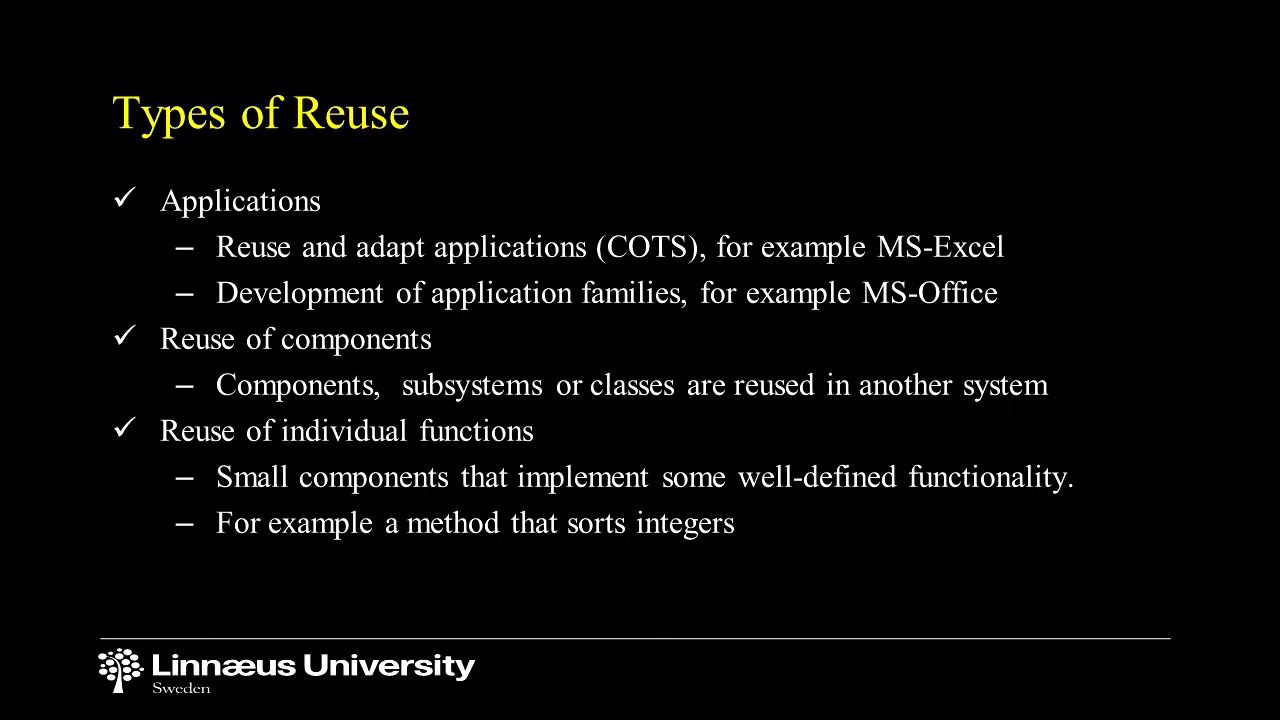 Types of Reuse
✓ Applications
– Reuse and adapt applications (COTS), for example MS-Excel
– Development of application families, for example MS-Office
✓ Reuse of components
– Components, subsystems or classes are reused in another system
✓ Reuse of individual functions
– Small components that implement some well-defined functionality.
– For example a method that sorts integers
Linnæus University
Sweden